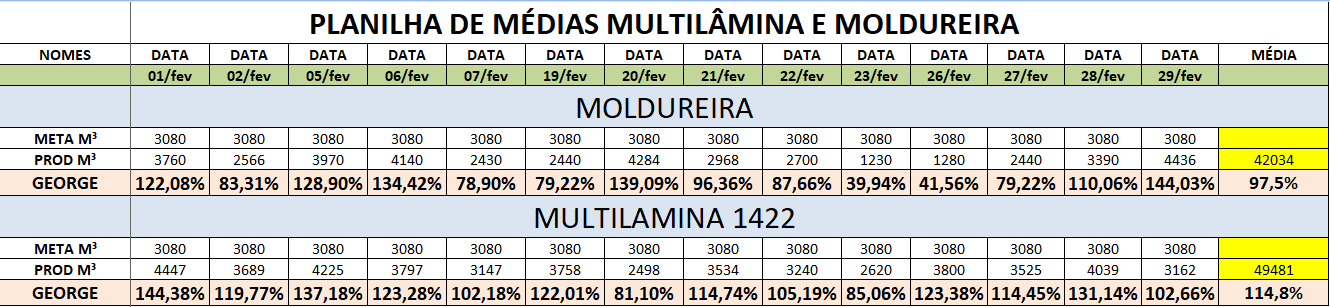 PLANILHA DE MÉDIAS MULTILÂMINA E MOLDUREIRA
NOMES DATA DATA DATA DATA DATA DATA DATA DATA DATA DATA DATA DATA DATA DATA MÉDIA
01/fev 02/fev 05/fev 06/fev 07/fev 19/fev 20/fev 21/fev 22/fev 23/fev 26/fev 27/fev 28/fev 29/fev
MOLDUREIRA
META M³ 3080 3080 3080 3080 3080 3080 3080 3080 3080 3080 3080 3080 3080 3080
PROD M³ 3760 2566 3970 4140 2430 2440 4284 2968 2700 1230 1280 2440 3390 4436 42034
GEORGE 122,08% 83,31% 128,90% 134,42% 78,90% 79,22% 139,09% 96,36% 87,66% 39,94% 41,56% 79,22% 110,06% 144,03% 97,5%
MULTILAMINA 1422
META M³ 3080 3080 3080 3080 3080 3080 3080 3080 3080 3080 3080 3080 3080 3080
PROD M³ 4447 3689 4225 3797 3147 3758 2498 3534 3240 2620 3800 3525 4039 3162 49481
GEORGE 144,38% 119,77% 137,18% 123,28% 102,18% 122,01% 81,10% 114,74% 105,19% 85,06% 123,38% 114,45% 131,14% 102,66% 114,8%